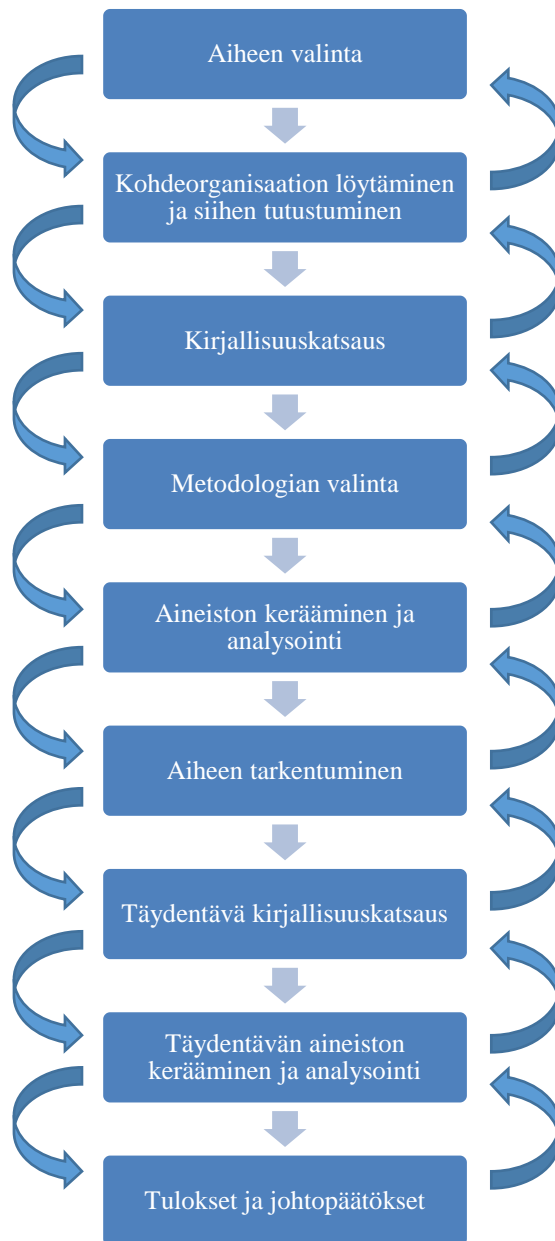 Aiheen valinta
Kohdeorganisaation löytäminen
ja siihen tutustuminen
Kirjallisuuskatsaus
Metodologian valinta
Aineiston kerääminen ja
analysointi
Aiheen tarkentuminen
Täydentävä kirjallisuuskatsaus
Täydentävän aineiston
kerääminen ja analysointi
Tulokset ja johtopäätökset